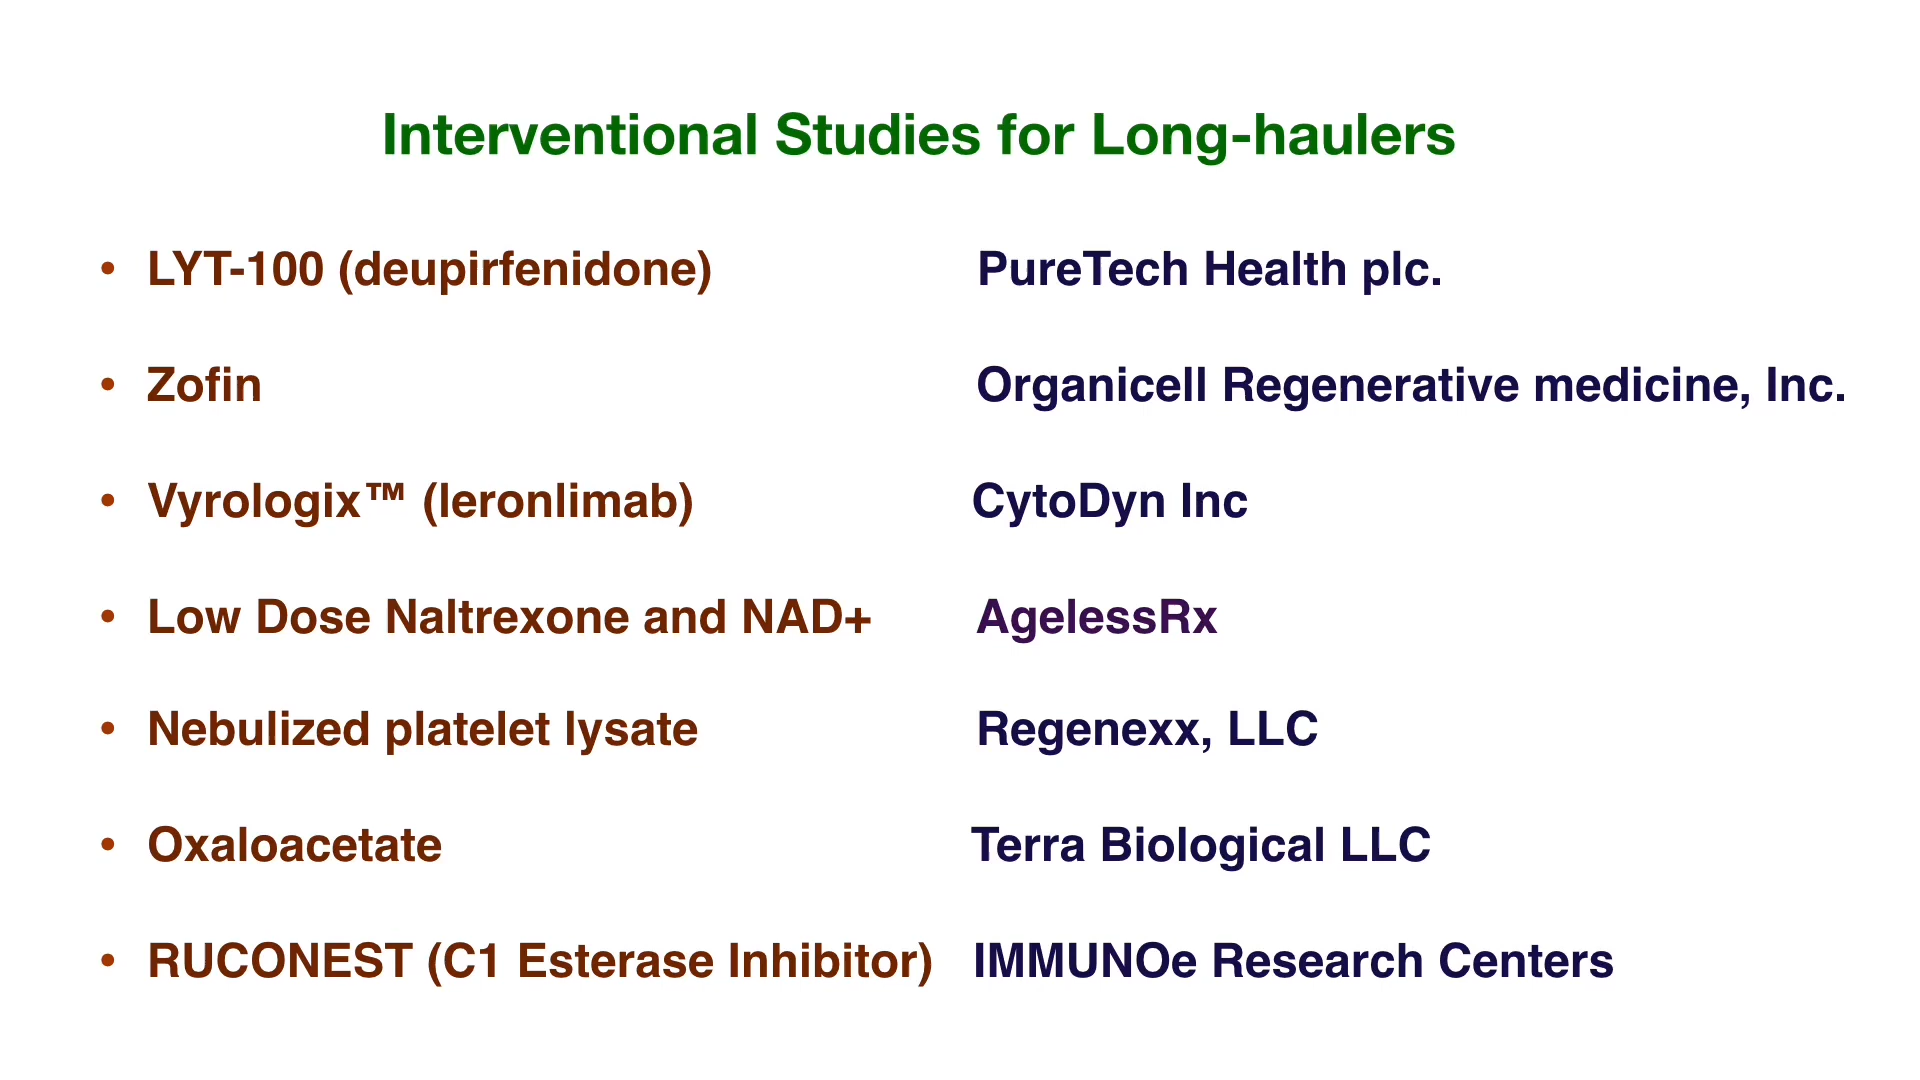 Interventional Studies for Long-haulers
• LYT-100 (deupirfenidone) PureTech Health plc.
• Zofin Organicell Regenerative medicine, Inc.
• Vyrologix™ (leronlimab) CytoDyn Inc
• Low Dose Naltrexone and NAD+ AgelessRx
• Nebulized platelet lysate Regenexx, LLC
• Oxaloacetate Terra Biological LLC
• RUCONEST (C1 Esterase Inhibitor) IMMUNOe Research Centers